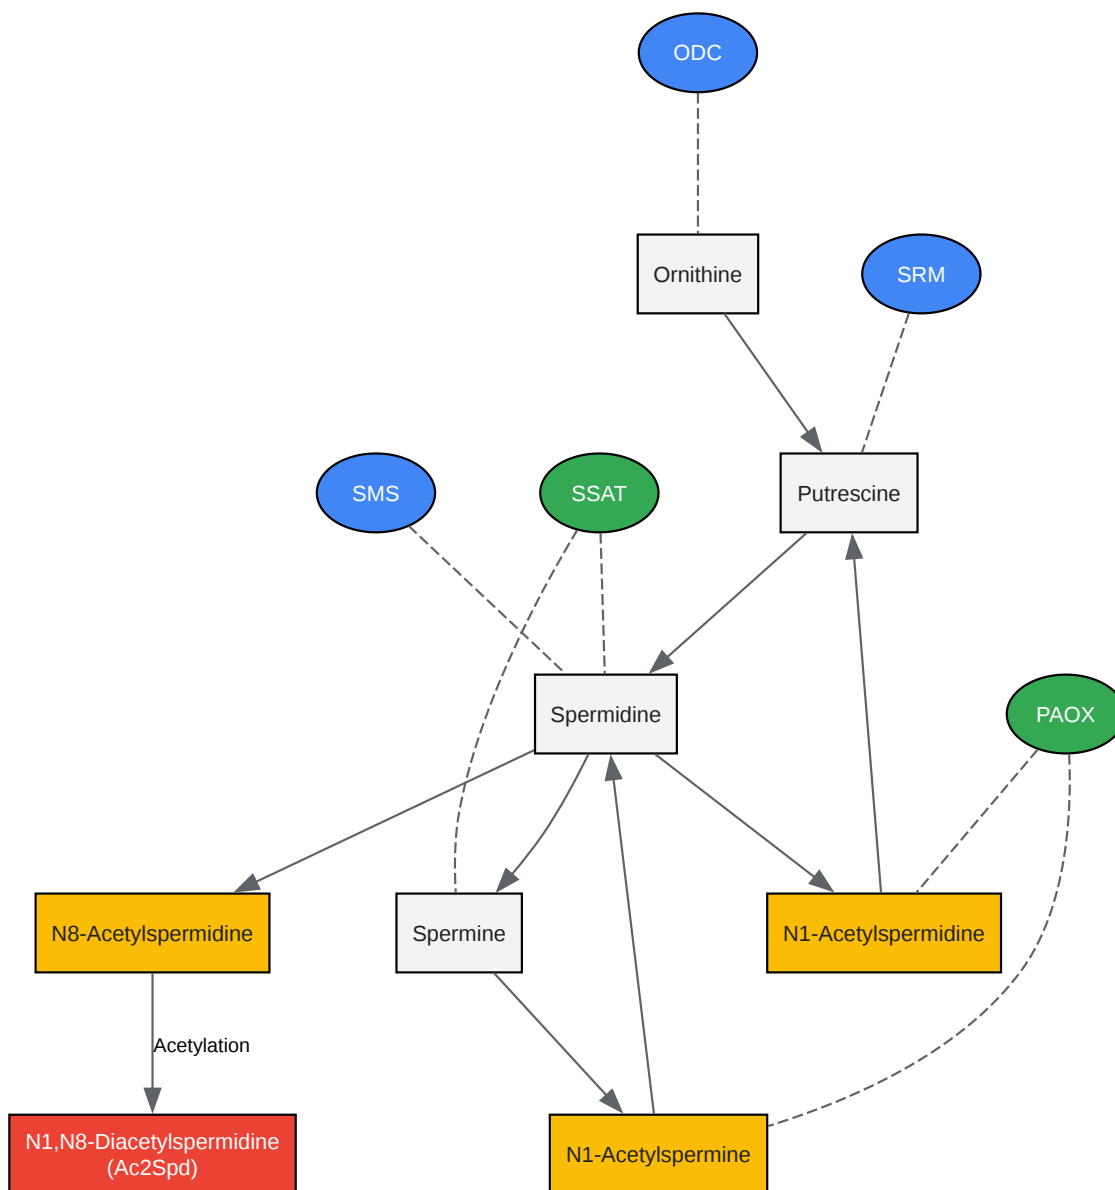 ODC
Ornithine
SRM
SMS
SSAT
Putrescine
Spermidine
PAOX
N8-Acetylspermidine
Spermine
N1-Acetylspermidine
Acetylation
N1,N8-Diacetylspermidine
(Ac2Spd)
N1-Acetylspermine